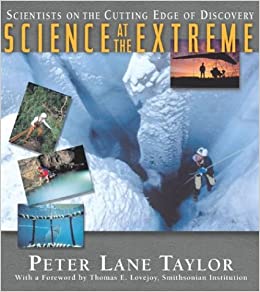 SCIENTISTS ON THE CUTTING EDGE OF DISCOVERY
SCIENCE AT THE EXTREME
PETER LANE TAYLOR
With a Foreword by Thomas E. Lovejoy, Smithsonian Institution